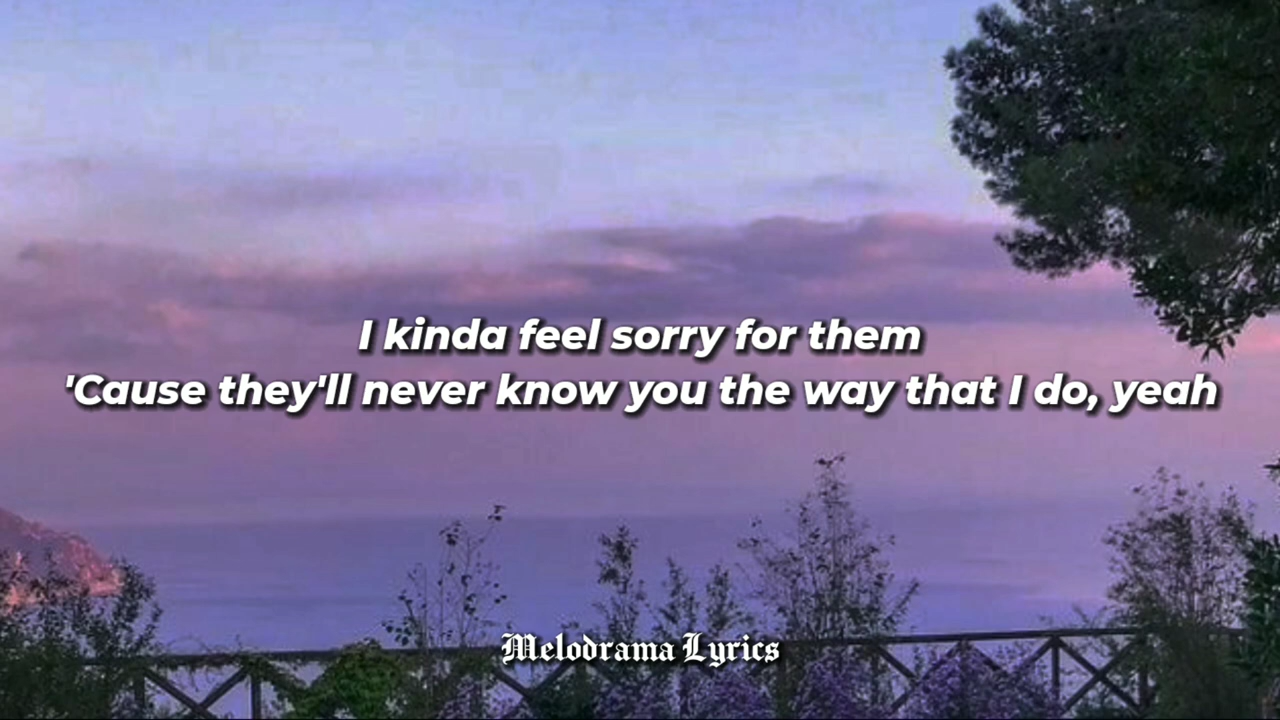 I kinda feel sorry for them
'Cause they'll never know you the way that I do, yeah
Melodrama Lyrics